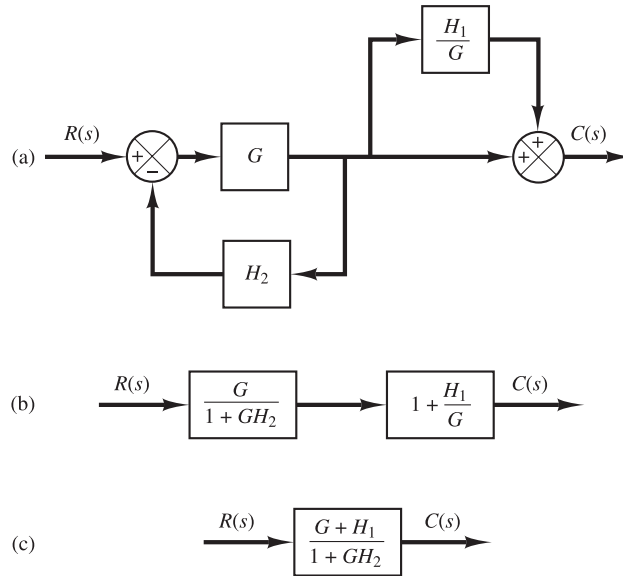 H₁
G
R(s)
C(s)
(a)
+
−
G
+
+
H₂
R(s)
C(s)
(b)
G
1 + GH₂
1 + H₁
G
R(s)
C(s)
(c)
G + H₁
1 + GH₂